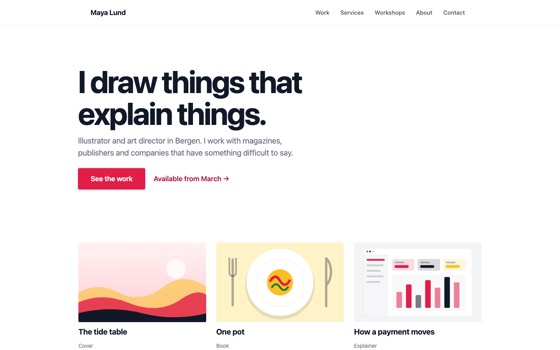 Maya Lund
Work Services Workshops About Contact
I draw things that
explain things.
Illustrator and art director in Bergen. I work with magazines,
publishers and companies that have something difficult to say.
See the work
Available from March →
The tide table
One pot
How a payment moves
Cover
Book
Explainer